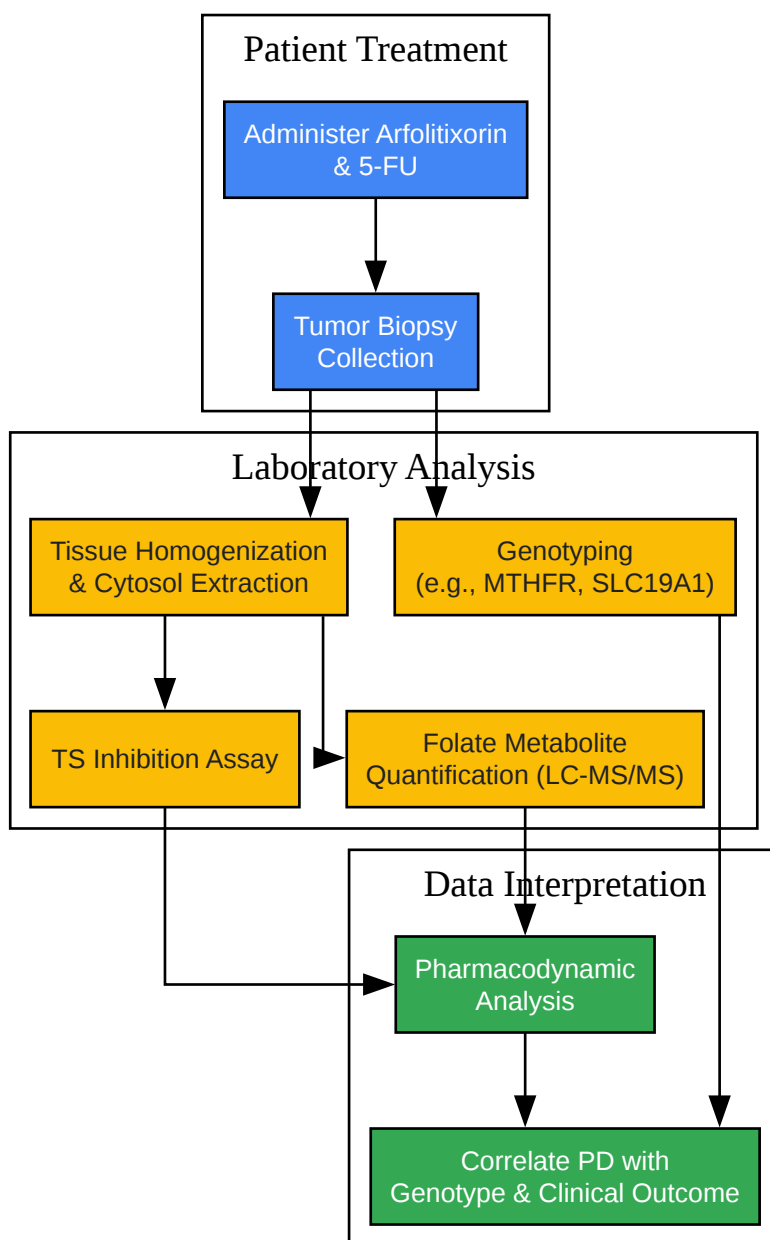 Patient Treatment
Administer Arfolitixorin
& 5-FU
Tumor Biopsy
Collection
Laboratory Analysis
Tissue Homogenization
& Cytosol Extraction
Genotyping
(e.g., MTHFR, SLC19A1)
TS Inhibition Assay
Folate Metabolite
Quantification (LC-MS/MS)
Data Interpretation
Pharmacodynamic
Analysis
Correlate PD with
Genotype & Clinical Outcome